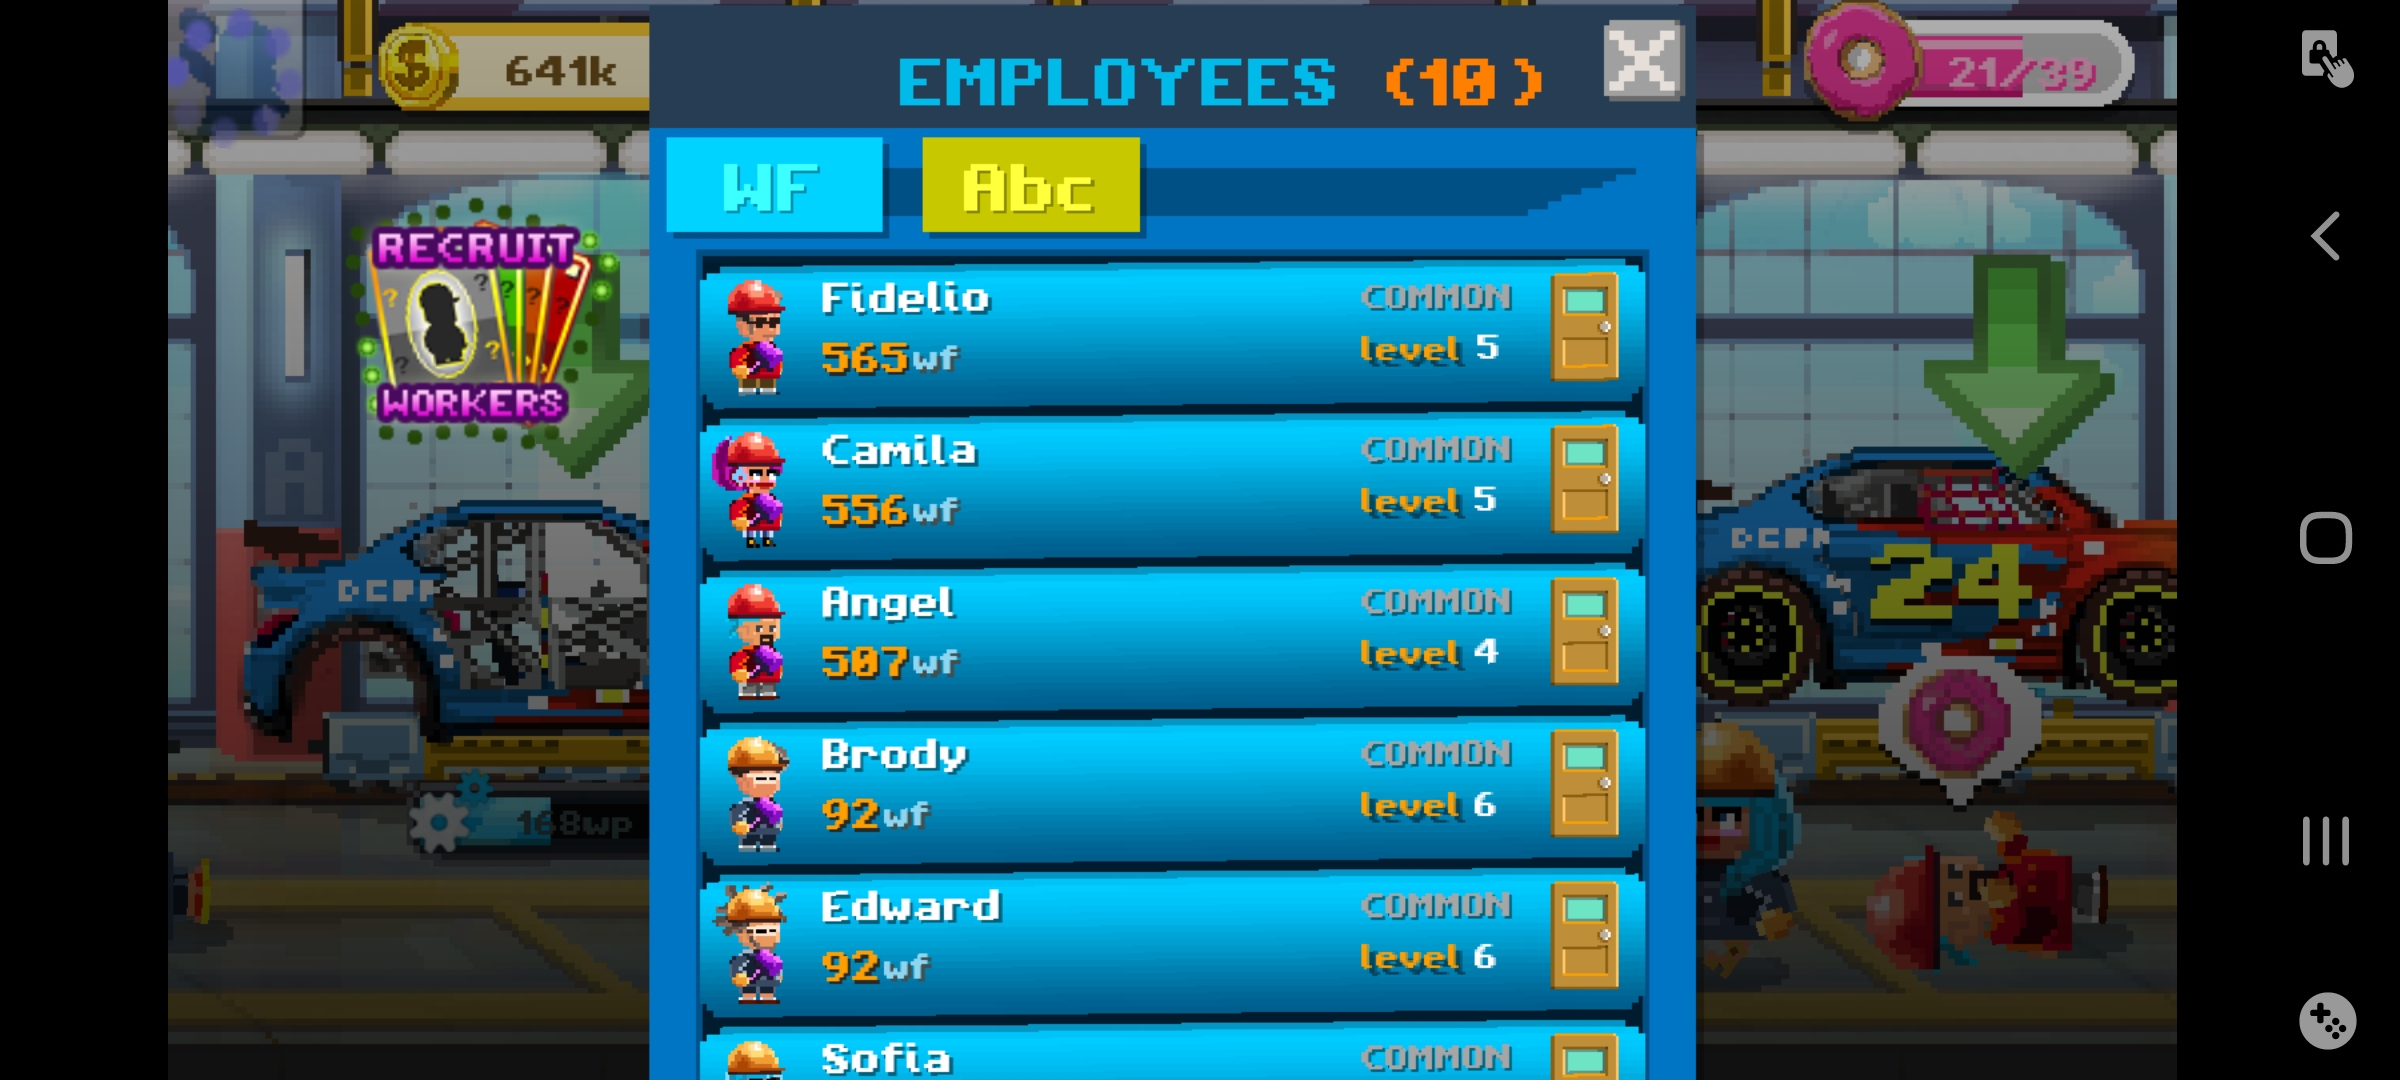 641k
EMPLOYEES (10)
21/39
WF Abc
RECRUIT
WORKERS
Fidelio COMMON
565wf level 5
Camila COMMON
556wf level 5
Angel COMMON
507wf level 4
Brody COMMON
92wf level 6
Edward COMMON
92wf level 6
Sofia COMMON
24
168wp